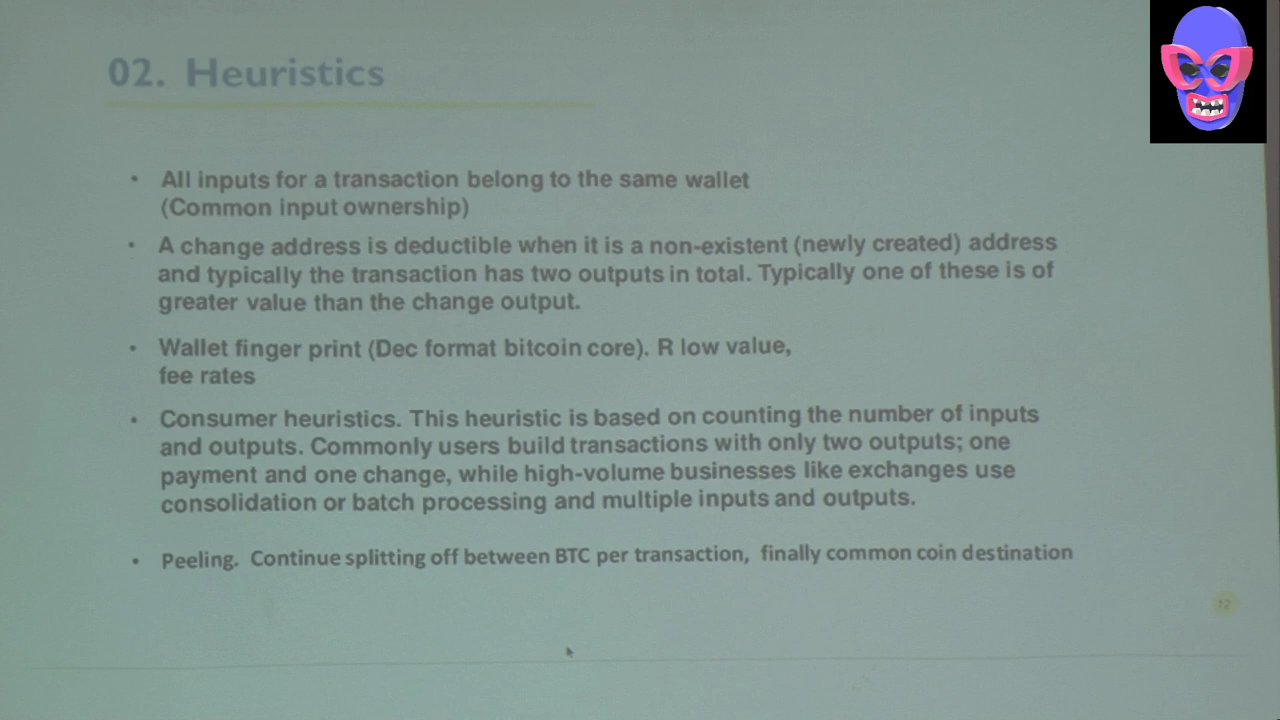 02. Heuristics
• All inputs for a transaction belong to the same wallet
(Common input ownership)
• A change address is deductible when it is a non-existent (newly created) address
and typically the transaction has two outputs in total. Typically one of these is of
greater value than the change output.
• Wallet finger print (Dec format bitcoin core). R low value,
fee rates
• Consumer heuristics. This heuristic is based on counting the number of inputs
and outputs. Commonly users build transactions with only two outputs; one
payment and one change, while high-volume businesses like exchanges use
consolidation or batch processing and multiple inputs and outputs.
• Peeling. Continue splitting off between BTC per transaction, finally common coin destination
12